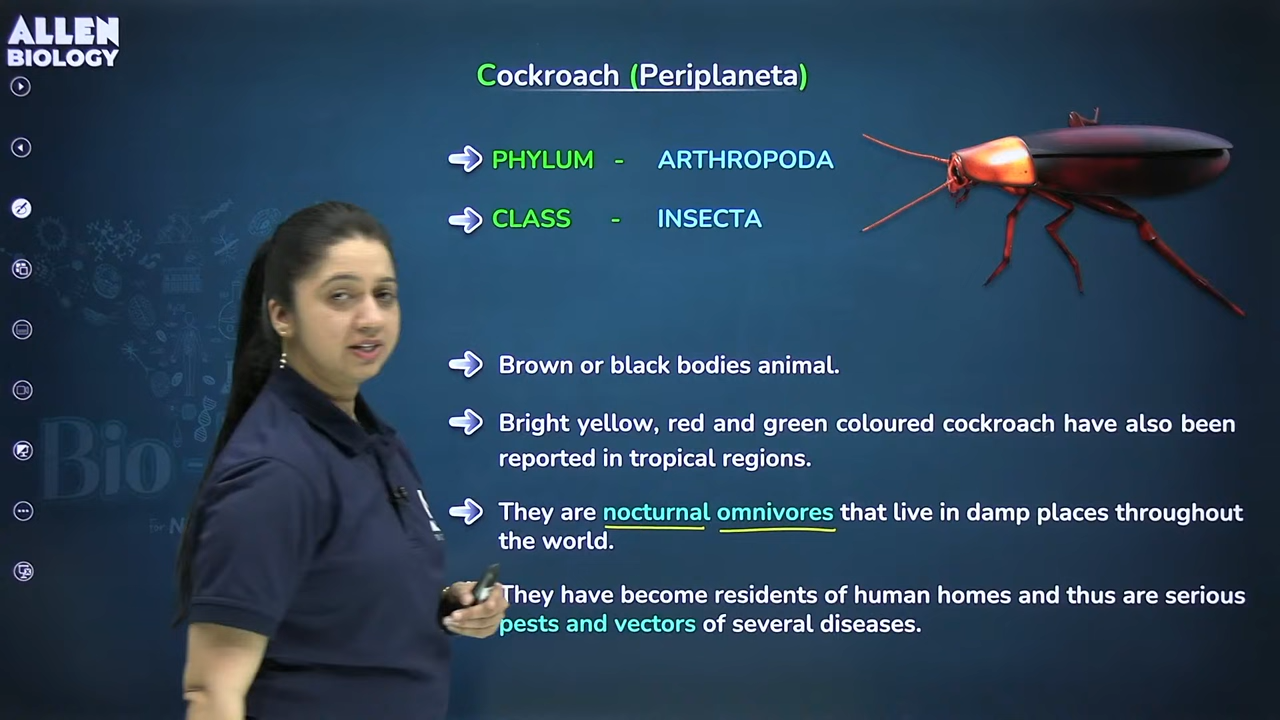 ALLEN
BIOLOGY
Cockroach (Periplaneta)
PHYLUM - ARTHROPODA
CLASS - INSECTA
Brown or black bodies animal.
Bright yellow, red and green coloured cockroach have also been
reported in tropical regions.
They are nocturnal omnivores that live in damp places throughout
the world.
They have become residents of human homes and thus are serious
pests and vectors of several diseases.
Bio -
for N